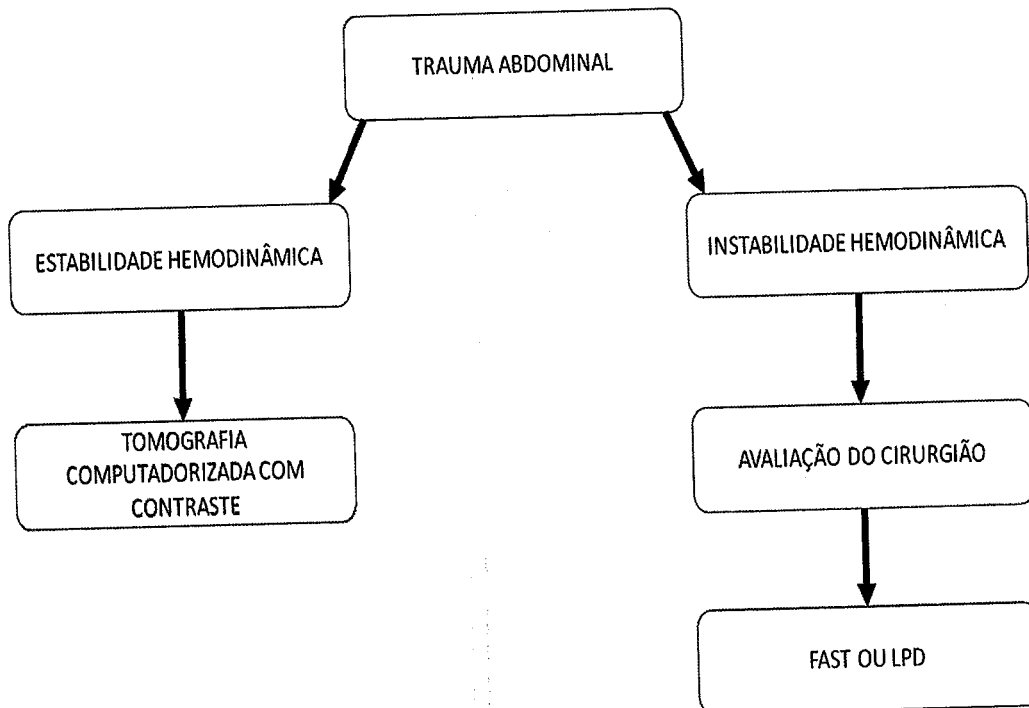 TRAUMA ABDOMINAL
ESTABILIDADE HEMODINÂMICA
INSTABILIDADE HEMODINÂMICA
TOMOGRAFIA
COMPUTADORIZADA COM
CONTRASTE
AVALIAÇÃO DO CIRURGIÃO
FAST OU LPD